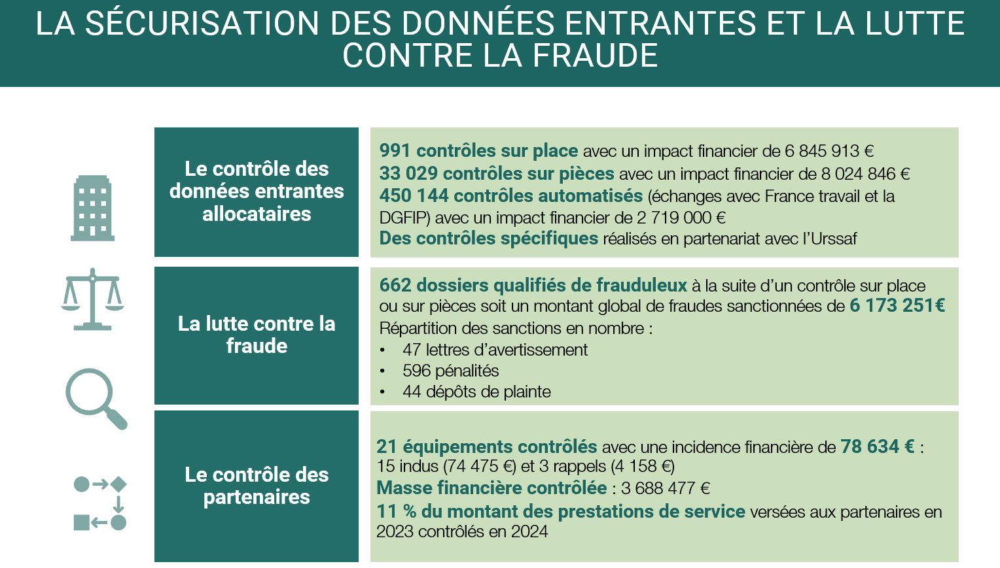 LA SÉCURISATION DES DONNÉES ENTRANTES ET LA LUTTE
CONTRE LA FRAUDE
Le contrôle des
données entrantes
allocataires
991 contrôles sur place avec un impact financier de 6 845 913 €
33 029 contrôles sur pièces avec un impact financier de 8 024 846 €
450 144 contrôles automatisés (échanges avec France travail et la
DGFIP) avec un impact financier de 2 719 000 €
Des contrôles spécifiques réalisés en partenariat avec l’Urssaf
La lutte contre la
fraude
662 dossiers qualifiés de frauduleux à la suite d’un contrôle sur place
ou sur pièces soit un montant global de fraudes sanctionnées de 6 173 251€
Répartition des sanctions en nombre :
• 47 lettres d’avertissement
• 596 pénalités
• 44 dépôts de plainte
Le contrôle des
partenaires
21 équipements contrôlés avec une incidence financière de 78 634 € :
15 indus (74 475 €) et 3 rappels (4 158 €)
Masse financière contrôlée : 3 688 477 €
11 % du montant des prestations de service versées aux partenaires en
2023 contrôlés en 2024